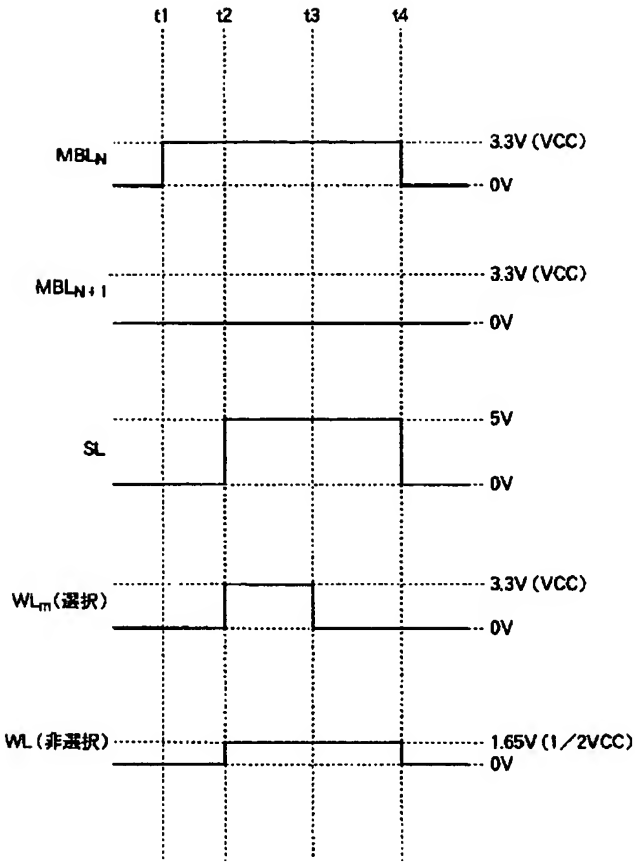 t1 t2 t3 t4
MBLN 3.3V (VCC)
0V
MBLN+1 3.3V (VCC)
0V
SL 5V
0V
WLm(選択) 3.3V (VCC)
0V
WL (非選択) 1.65V (1／2VCC)
0V